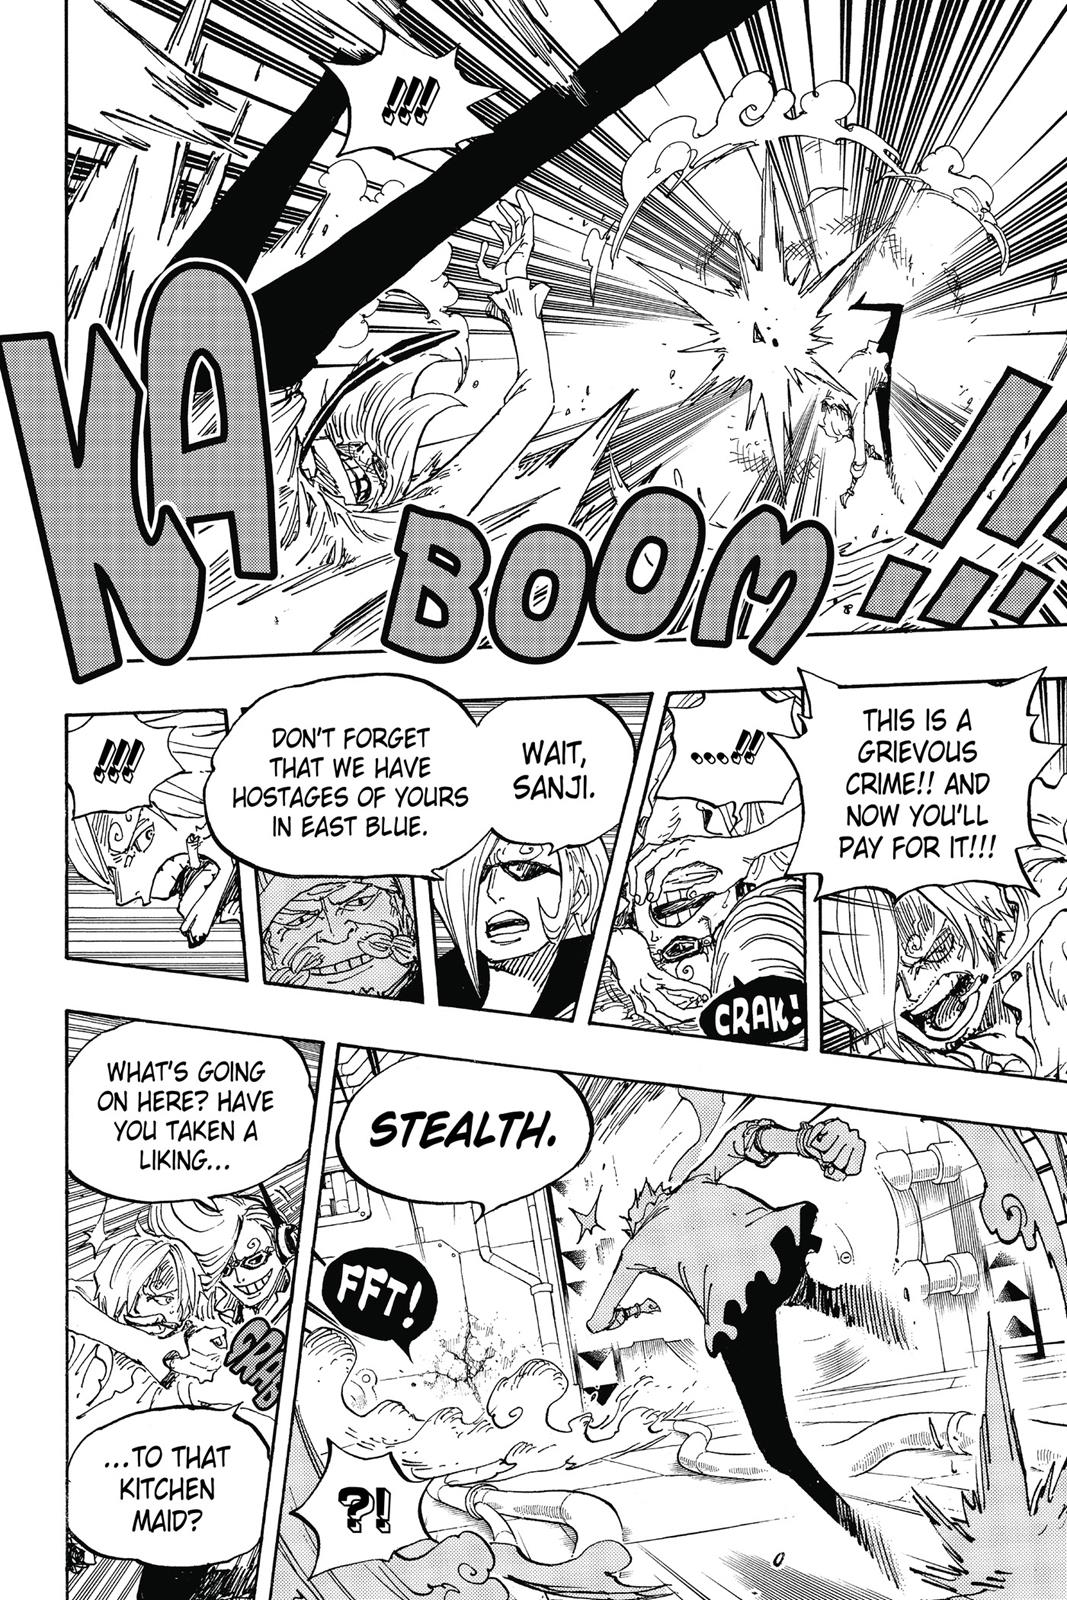 !!!
KA
BOOM
!!!
THIS IS A
GRIEVOUS
CRIME!! AND
NOW YOU'LL
PAY FOR IT!!!
...!!
CRAK!
WAIT,
SANJI.
DON'T FORGET
THAT WE HAVE
HOSTAGES OF YOURS
IN EAST BLUE.
!!!
STEALTH.
FFT!
?!
WHAT'S GOING
ON HERE? HAVE
YOU TAKEN A
LIKING...
GRAB
...TO THAT
KITCHEN
MAID?